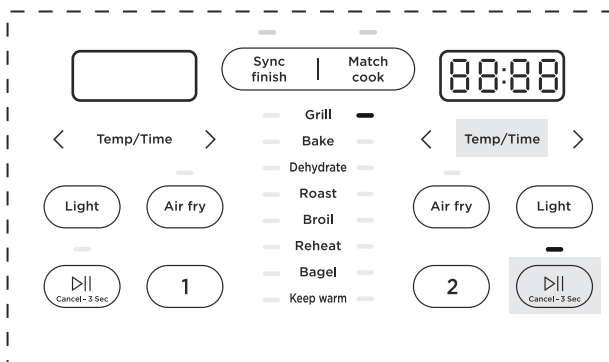 Sync finish
Match cook
88:88
Grill
Temp/Time
Bake
Temp/Time
Dehydrate
Roast
Light
Air fry
Broil
Air fry
Light
Reheat
Bagel
Cancel - 3 Sec
1
Keep warm
2
Cancel - 3 Sec